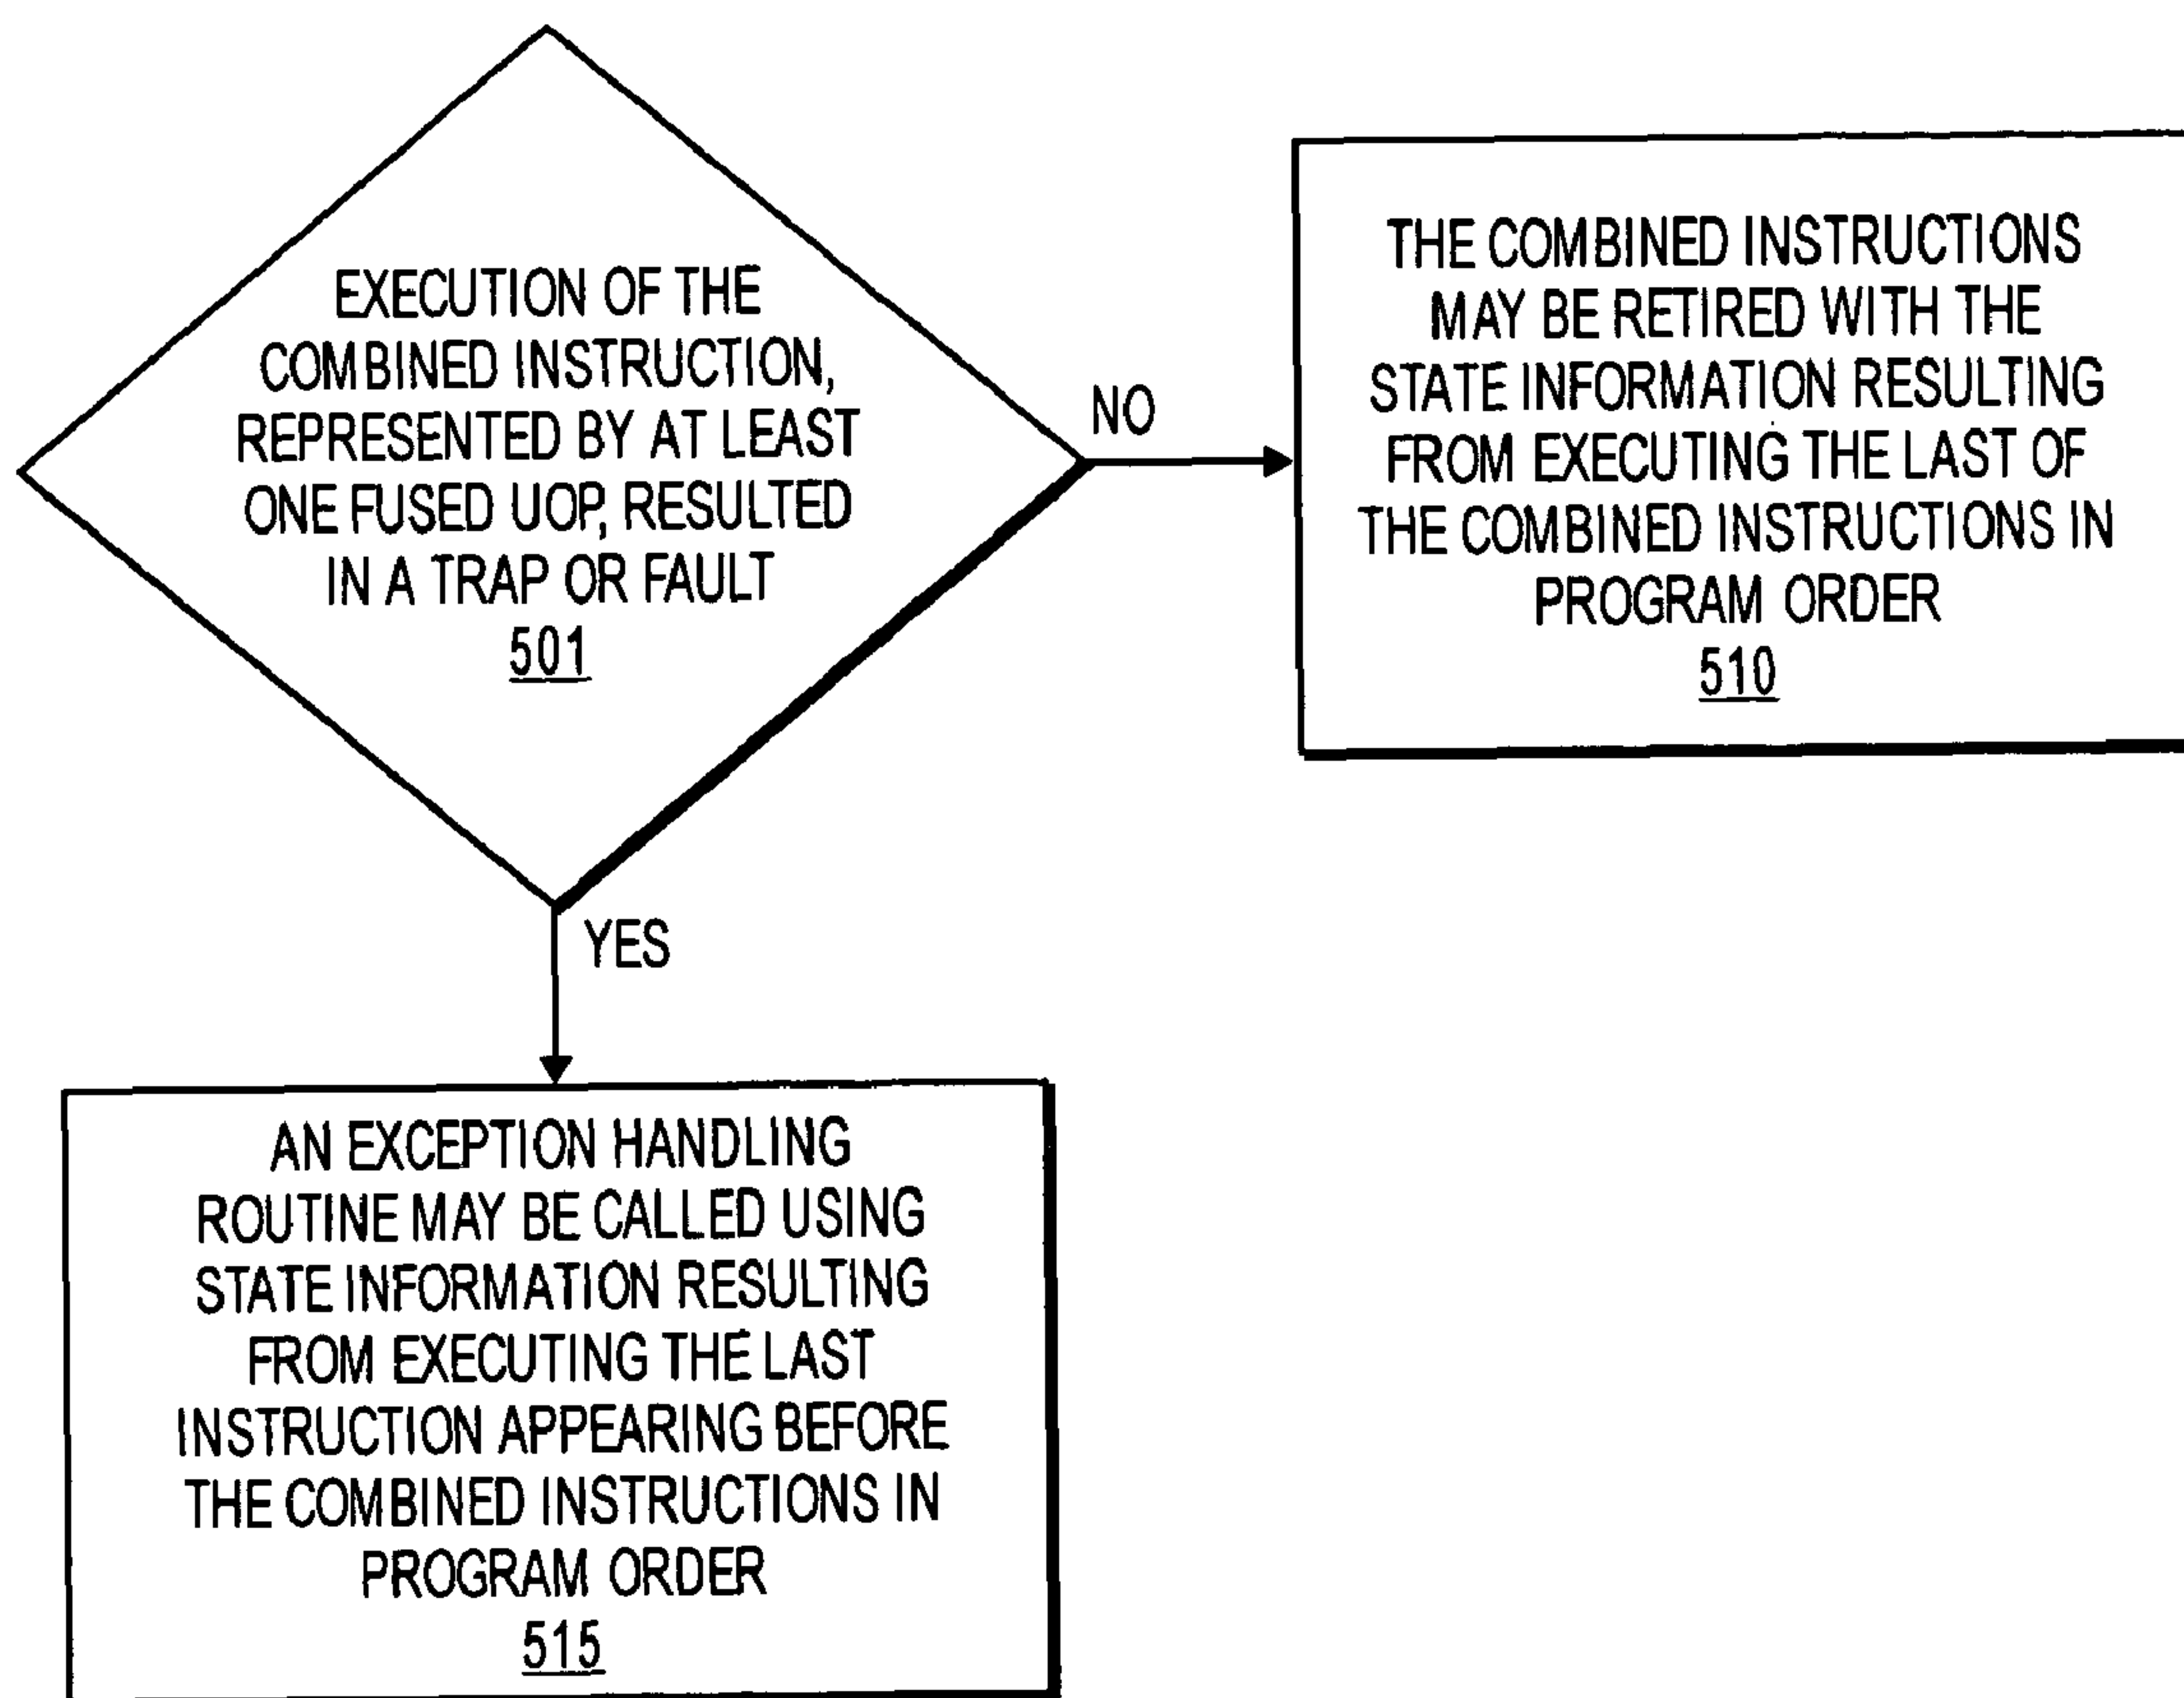 EXECUTION OF THE
COMBINED INSTRUCTION,
REPRESENTED BY AT LEAST
ONE FUSED UOP, RESULTED
IN A TRAP OR FAULT
501
NO
THE COMBINED INSTRUCTIONS
MAY BE RETIRED WITH THE
STATE INFORMATION RESULTING
FROM EXECUTING THE LAST OF
THE COMBINED INSTRUCTIONS IN
PROGRAM ORDER
510
YES
AN EXCEPTION HANDLING
ROUTINE MAY BE CALLED USING
STATE INFORMATION RESULTING
FROM EXECUTING THE LAST
INSTRUCTION APPEARING BEFORE
THE COMBINED INSTRUCTIONS IN
PROGRAM ORDER
515